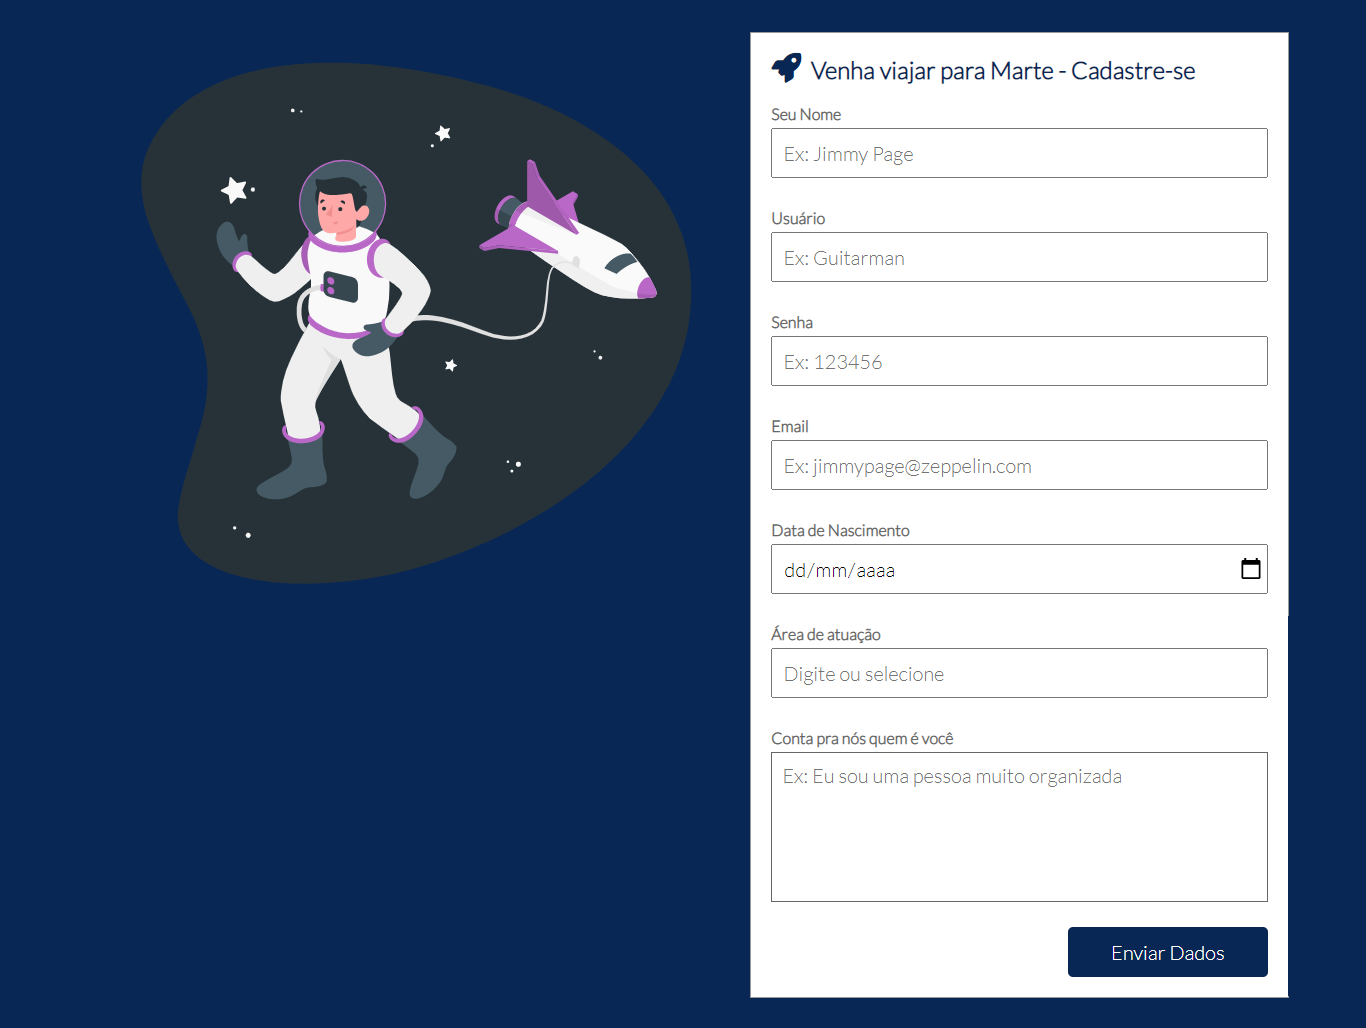 Venha viajar para Marte - Cadastre-se
Seu Nome
Ex: Jimmy Page
Usuário
Ex: Guitarman
Senha
Ex: 123456
Email
Ex: jimmypage@zeppelin.com
Data de Nascimento
dd/mm/aaaa
Área de atuação
Digite ou selecione
Conta pra nós quem é você
Ex: Eu sou uma pessoa muito organizada
Enviar Dados